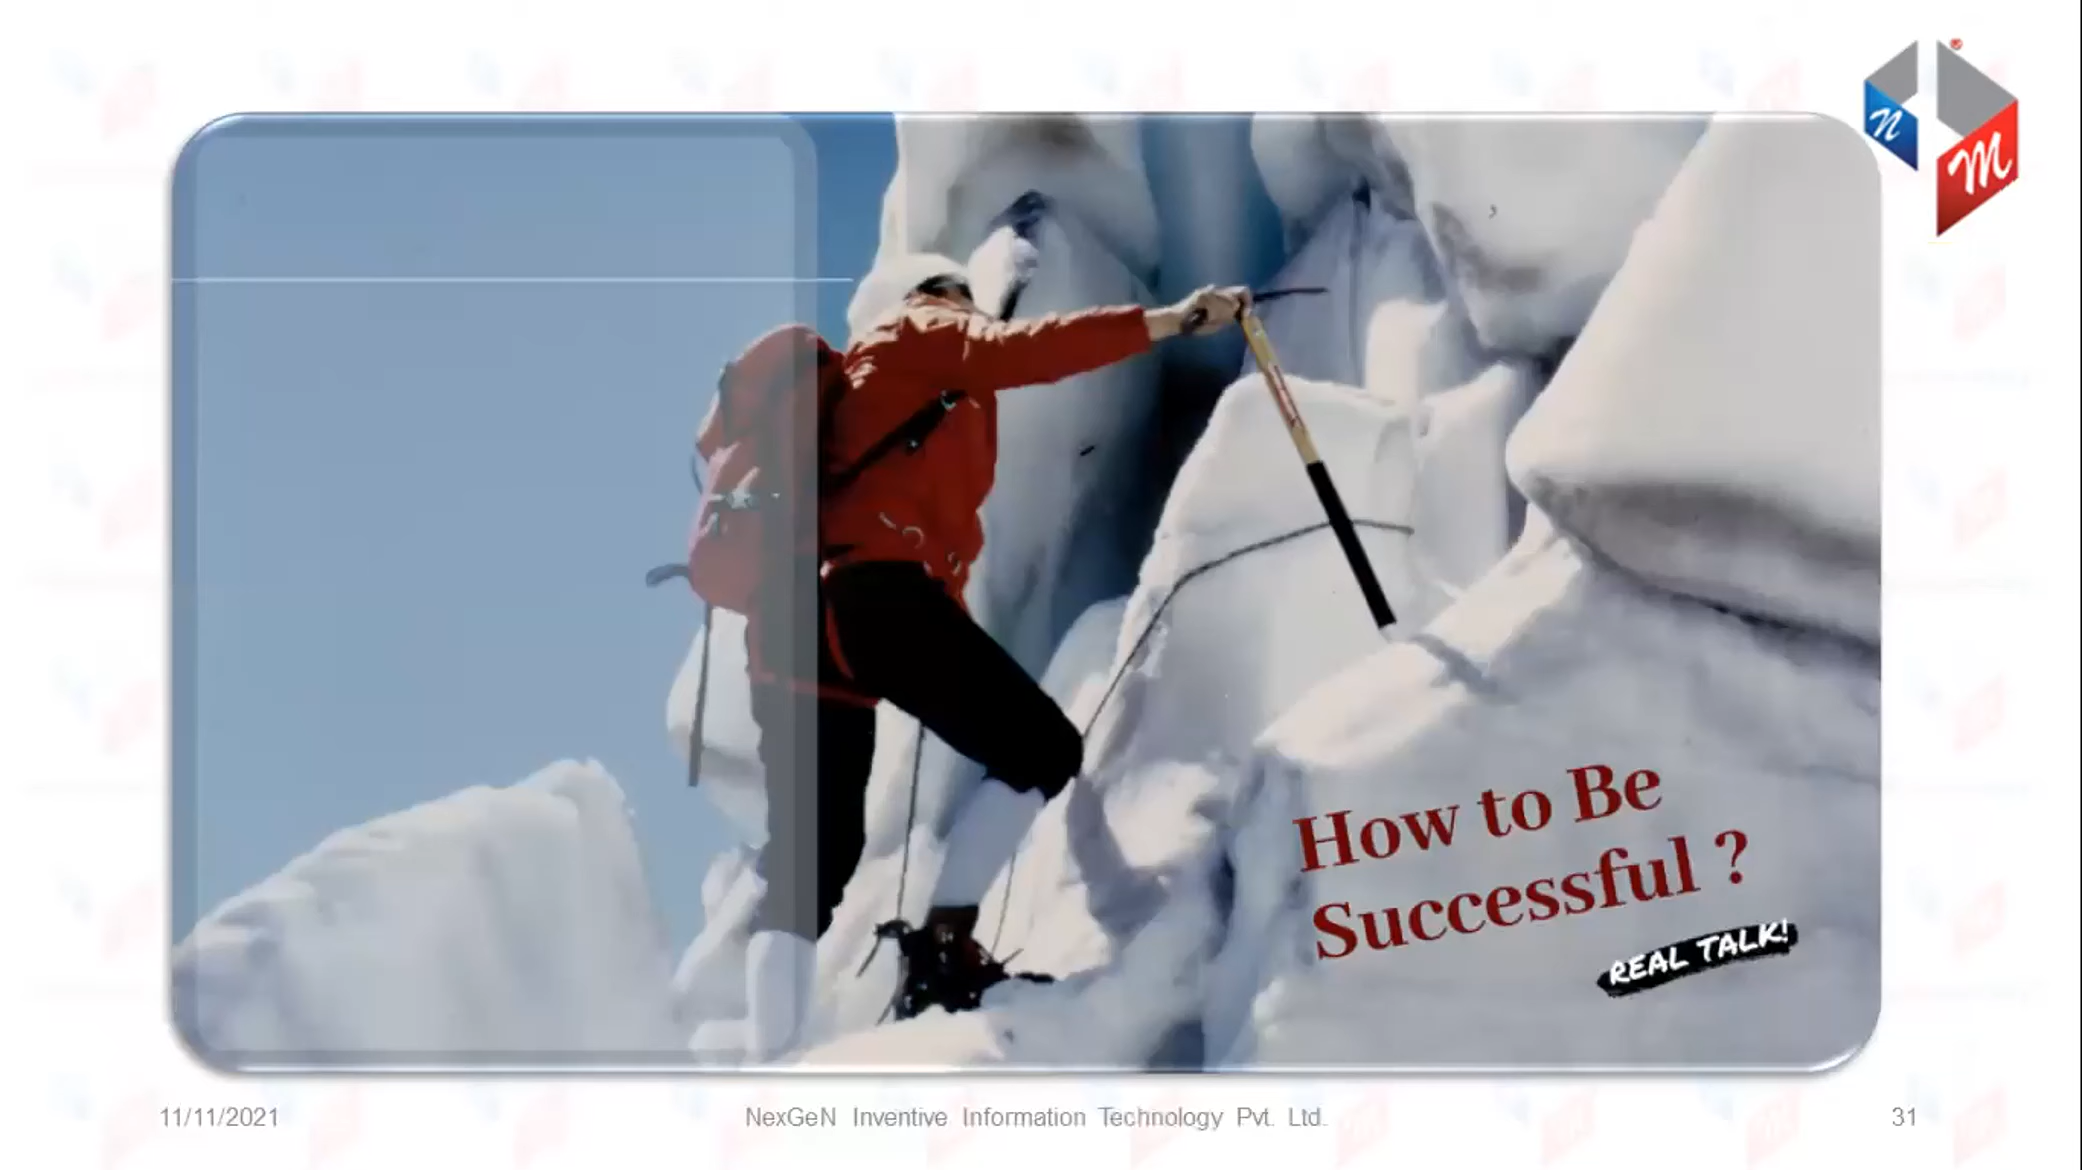 n
M
How to Be
Successful ?
REAL TALK!
11/11/2021
NexGeN Inventive Information Technology Pvt. Ltd.
31